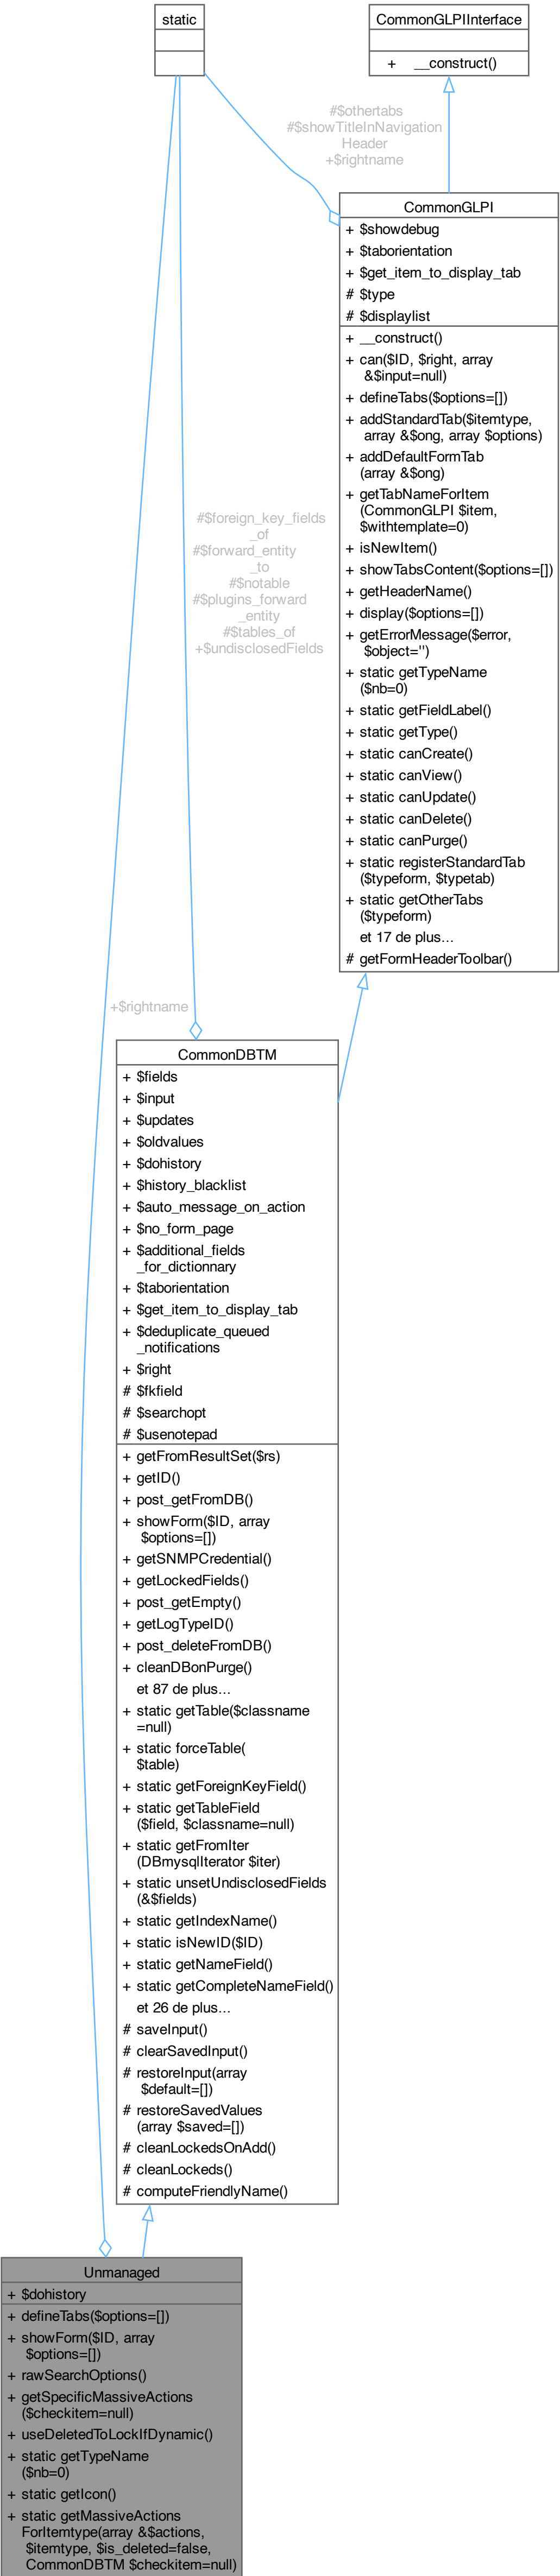 static
CommonGLPIInterface
+ __construct()
#$othertabs
#$showTitleInNavigation
Header
+$rightname
CommonGLPI
+ $showdebug
+ $taborientation
+ $get_item_to_display_tab
# $type
# $displaylist
+ __construct()
+ can($ID, $right, array
&$input=null)
+ defineTabs($options=[])
+ addStandardTab($itemtype,
array &$ong, array $options)
+ addDefaultFormTab
(array &$ong)
+ getTabNameForItem
(CommonGLPI $item,
$withtemplate=0)
+ isNewItem()
+ showTabsContent($options=[])
+ getHeaderName()
+ display($options=[])
+ getErrorMessage($error,
$object='')
+ static getTypeName
($nb=0)
+ static getFieldLabel()
+ static getType()
+ static canCreate()
+ static canView()
+ static canUpdate()
+ static canDelete()
+ static canPurge()
+ static registerStandardTab
($typeform, $typetab)
+ static getOtherTabs
($typeform)
et 17 de plus...
# getFormHeaderToolbar()
#$foreign_key_fields
_of
#$forward_entity
_to
#$notable
#$plugins_forward
_entity
#$tables_of
+$undisclosedFields
+$rightname
CommonDBTM
+ $fields
+ $input
+ $updates
+ $oldvalues
+ $dohistory
+ $history_blacklist
+ $auto_message_on_action
+ $no_form_page
+ $additional_fields
_for_dictionnary
+ $taborientation
+ $get_item_to_display_tab
+ $deduplicate_queued
_notifications
+ $right
# $fkfield
# $searchopt
# $usenotepad
+ getFromResultSet($rs)
+ getID()
+ post_getFromDB()
+ showForm($ID, array
$options=[])
+ getSNMPCredential()
+ getLockedFields()
+ post_getEmpty()
+ getLogTypeID()
+ post_deleteFromDB()
+ cleanDBonPurge()
et 87 de plus...
+ static getTable($classname
=null)
+ static forceTable(
$table)
+ static getForeignKeyField()
+ static getTableField
($field, $classname=null)
+ static getFromIter
(DBmysqlIterator $iter)
+ static unsetUndisclosedFields
(&$fields)
+ static getIndexName()
+ static isNewID($ID)
+ static getNameField()
+ static getCompleteNameField()
et 26 de plus...
# saveInput()
# clearSavedInput()
# restoreInput(array
$default=[])
# restoreSavedValues
(array $saved=[])
# cleanLockedsOnAdd()
# cleanLockeds()
# computeFriendlyName()
Unmanaged
+ $dohistory
+ defineTabs($options=[])
+ showForm($ID, array
$options=[])
+ rawSearchOptions()
+ getSpecificMassiveActions
($checkitem=null)
+ useDeletedToLockIfDynamic()
+ static getTypeName
($nb=0)
+ static getIcon()
+ static getMassiveActions
ForItemtype(array &$actions,
$itemtype, $is_deleted=false,
CommonDBTM $checkitem=null)